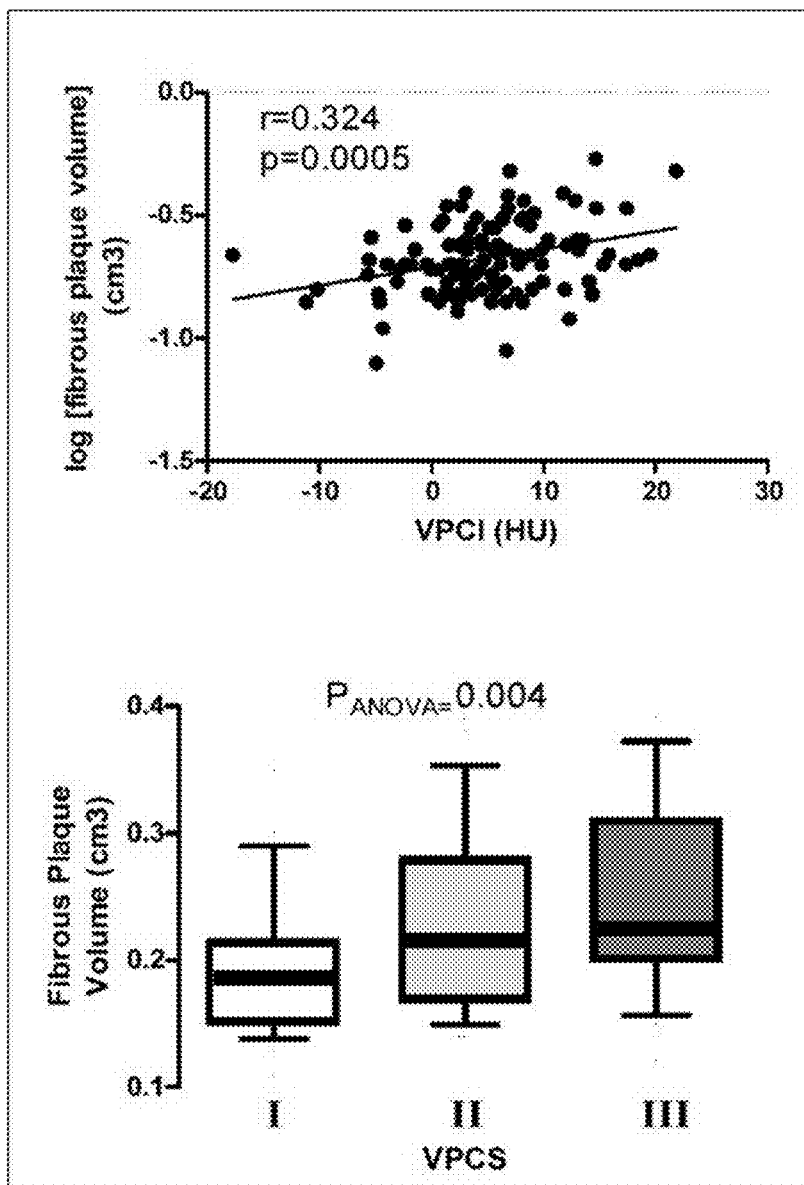 0.0
r=0.324
p=0.0005
-0.5
-1.0
-1.5
log [fibrous plaque volume]
(cm3)
-20
-10
0
10
20
30
VPCI (HU)
P ANOVA= 0.004
0.4
0.3
0.2
0.1
Fibrous Plaque
Volume (cm3)
I
II
III
VPCS